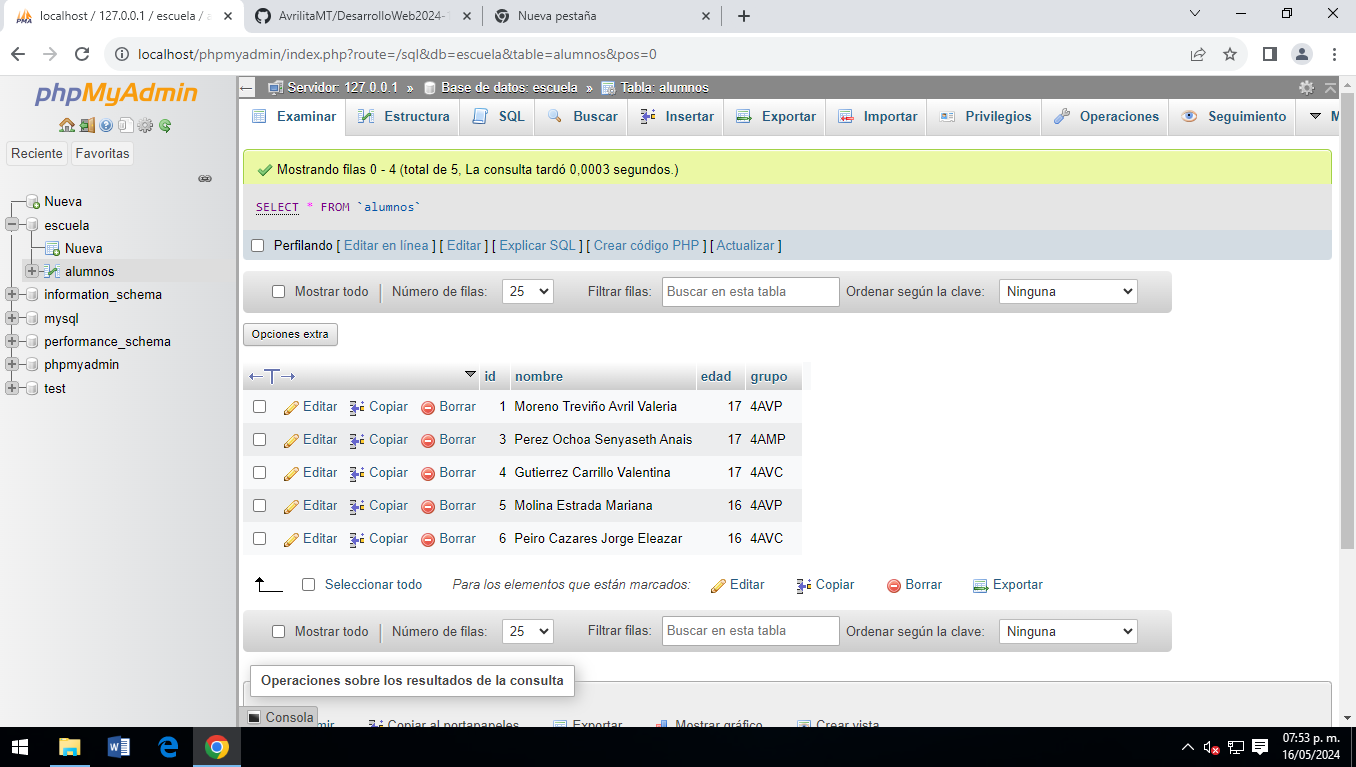 localhost / 127.0.0.1 / escuela / a
AvrilitaMT/DesarrolloWeb2024-
Nueva pestaña
localhost/phpmyadmin/index.php?route=/sql&db=escuela&table=alumnos&pos=0
phpMyAdmin
Reciente Favoritas
Nueva
escuela
Nueva
alumnos
information_schema
mysql
performance_schema
phpmyadmin
test
Servidor: 127.0.0.1 » Base de datos: escuela » Tabla: alumnos
Examinar Estructura SQL Buscar Insertar Exportar Importar Privilegios Operaciones Seguimiento M
Mostrando filas 0 - 4 (total de 5, La consulta tardó 0,0003 segundos.)
SELECT * FROM `alumnos`
Perfilando [ Editar en línea ] [ Editar ] [ Explicar SQL ] [ Crear código PHP ] [ Actualizar ]
Mostrar todo Número de filas: 25 Filtrar filas: Buscar en esta tabla Ordenar según la clave: Ninguna
Opciones extra
id nombre edad grupo
Editar Copiar Borrar 1 Moreno Treviño Avril Valeria 17 4AVP
Editar Copiar Borrar 3 Perez Ochoa Senyaseth Anais 17 4AMP
Editar Copiar Borrar 4 Gutierrez Carrillo Valentina 17 4AVC
Editar Copiar Borrar 5 Molina Estrada Mariana 16 4AVP
Editar Copiar Borrar 6 Peiro Cazares Jorge Eleazar 16 4AVC
Seleccionar todo Para los elementos que están marcados: Editar Copiar Borrar Exportar
Mostrar todo Número de filas: 25 Filtrar filas: Buscar en esta tabla Ordenar según la clave: Ninguna
Operaciones sobre los resultados de la consulta
Consola
mir Copiar al portapapeles Exportar Mostrar gráfico Crear vista
07:53 p. m.
16/05/2024